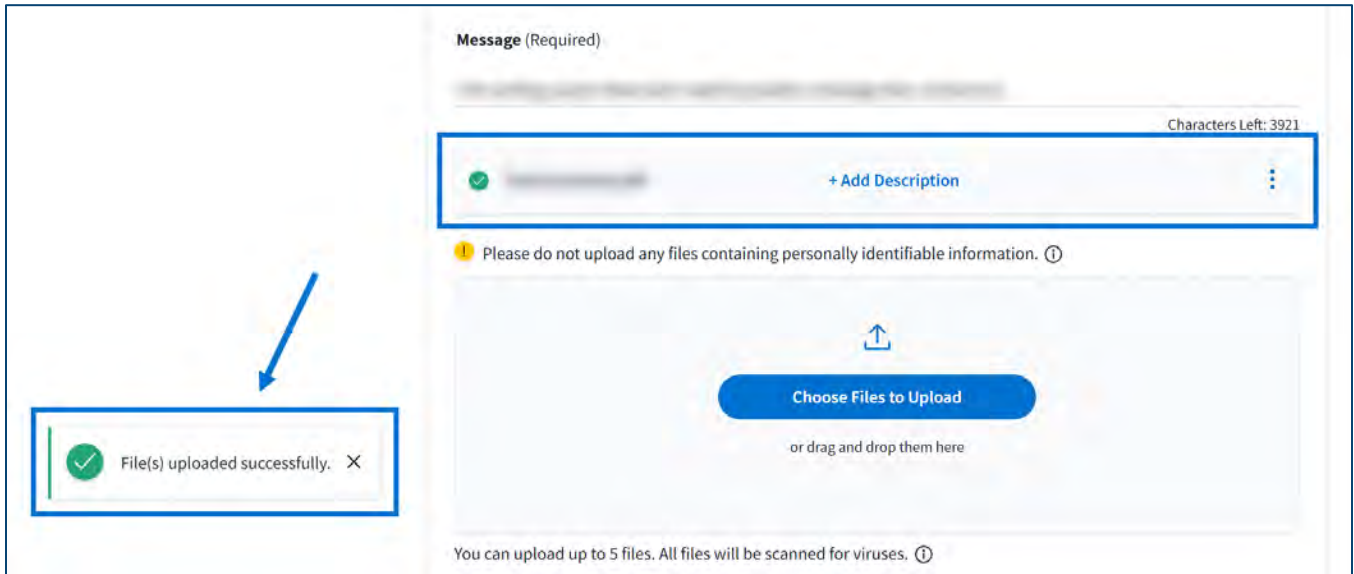 Message (Required)
Characters Left: 3921
+ Add Description
! Please do not upload any files containing personally identifiable information.
Choose Files to Upload
or drag and drop them here
File(s) uploaded successfully.
You can upload up to 5 files. All files will be scanned for viruses.